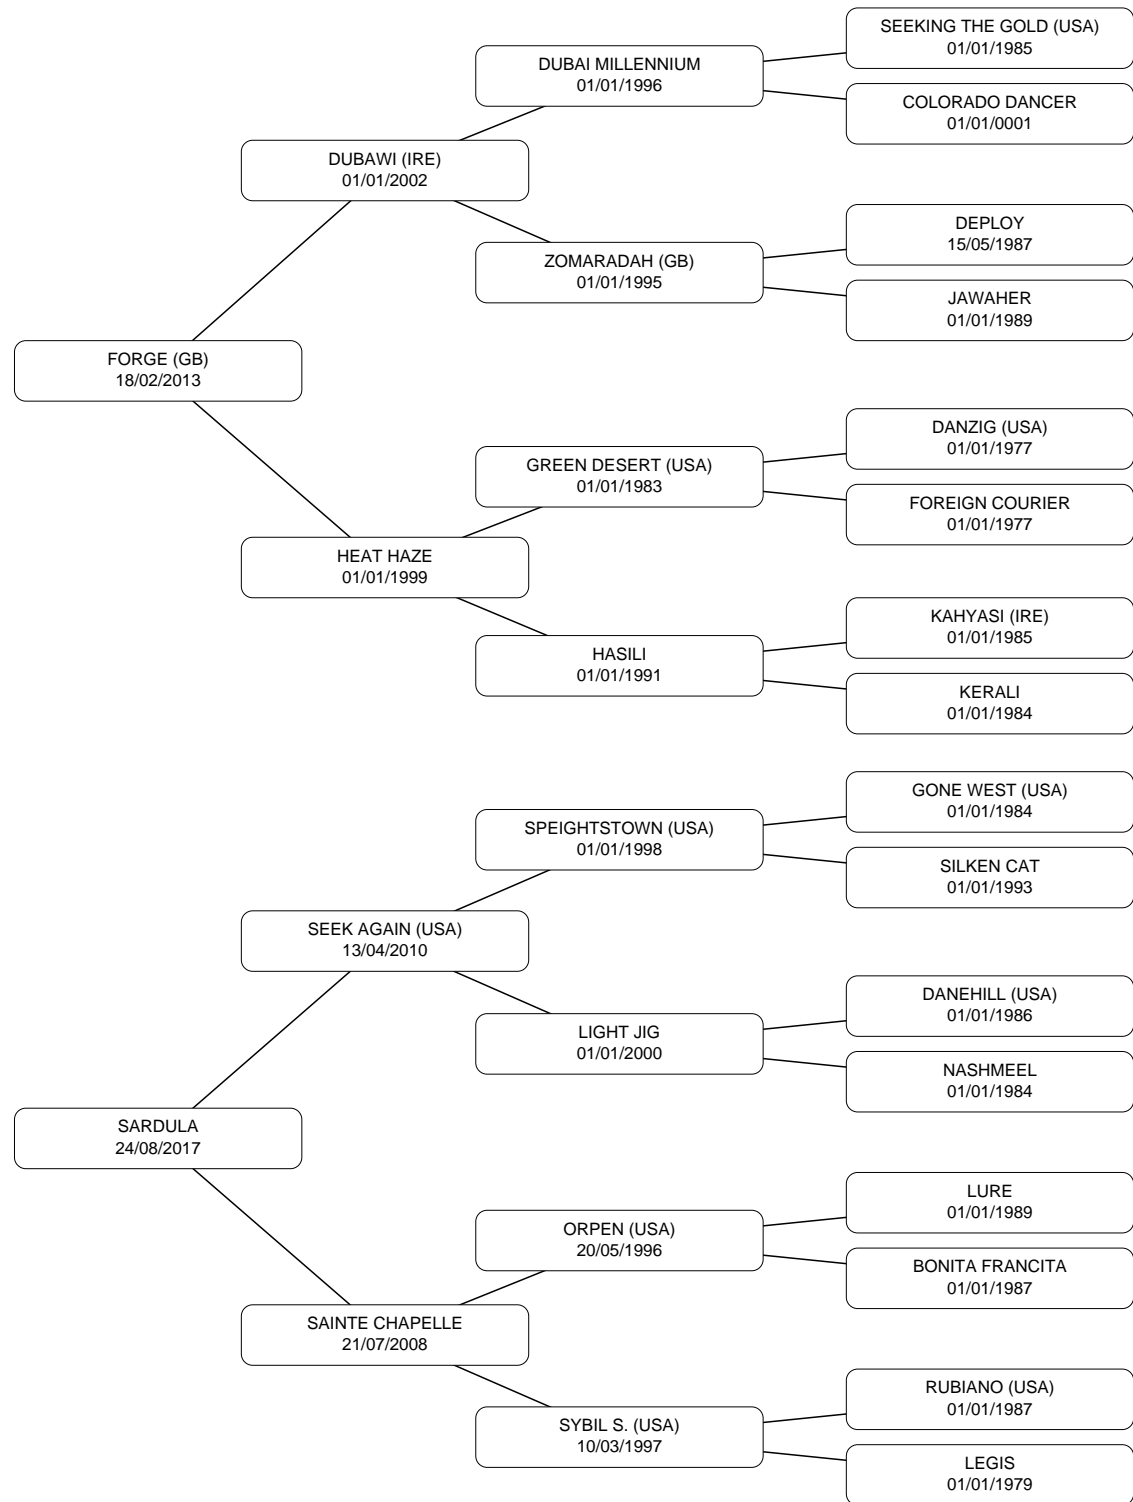 SEEKING THE GOLD (USA)
01/01/1985
DUBAI MILLENNIUM
01/01/1996
COLORADO DANCER
01/01/0001
DUBAWI (IRE)
01/01/2002
DEPLOY
15/05/1987
ZOMARADAH (GB)
01/01/1995
JAWAHER
01/01/1989
FORGE (GB)
18/02/2013
DANZIG (USA)
01/01/1977
GREEN DESERT (USA)
01/01/1983
FOREIGN COURIER
01/01/1977
HEAT HAZE
01/01/1999
KAHYASI (IRE)
01/01/1985
HASILI
01/01/1991
KERALI
01/01/1984
GONE WEST (USA)
01/01/1984
SPEIGHTSTOWN (USA)
01/01/1998
SILKEN CAT
01/01/1993
SEEK AGAIN (USA)
13/04/2010
DANEHILL (USA)
01/01/1986
LIGHT JIG
01/01/2000
NASHMEEL
01/01/1984
SARDULA
24/08/2017
LURE
01/01/1989
ORPEN (USA)
20/05/1996
BONITA FRANCITA
01/01/1987
SAINTE CHAPELLE
21/07/2008
RUBIANO (USA)
01/01/1987
SYBIL S. (USA)
10/03/1997
LEGIS
01/01/1979